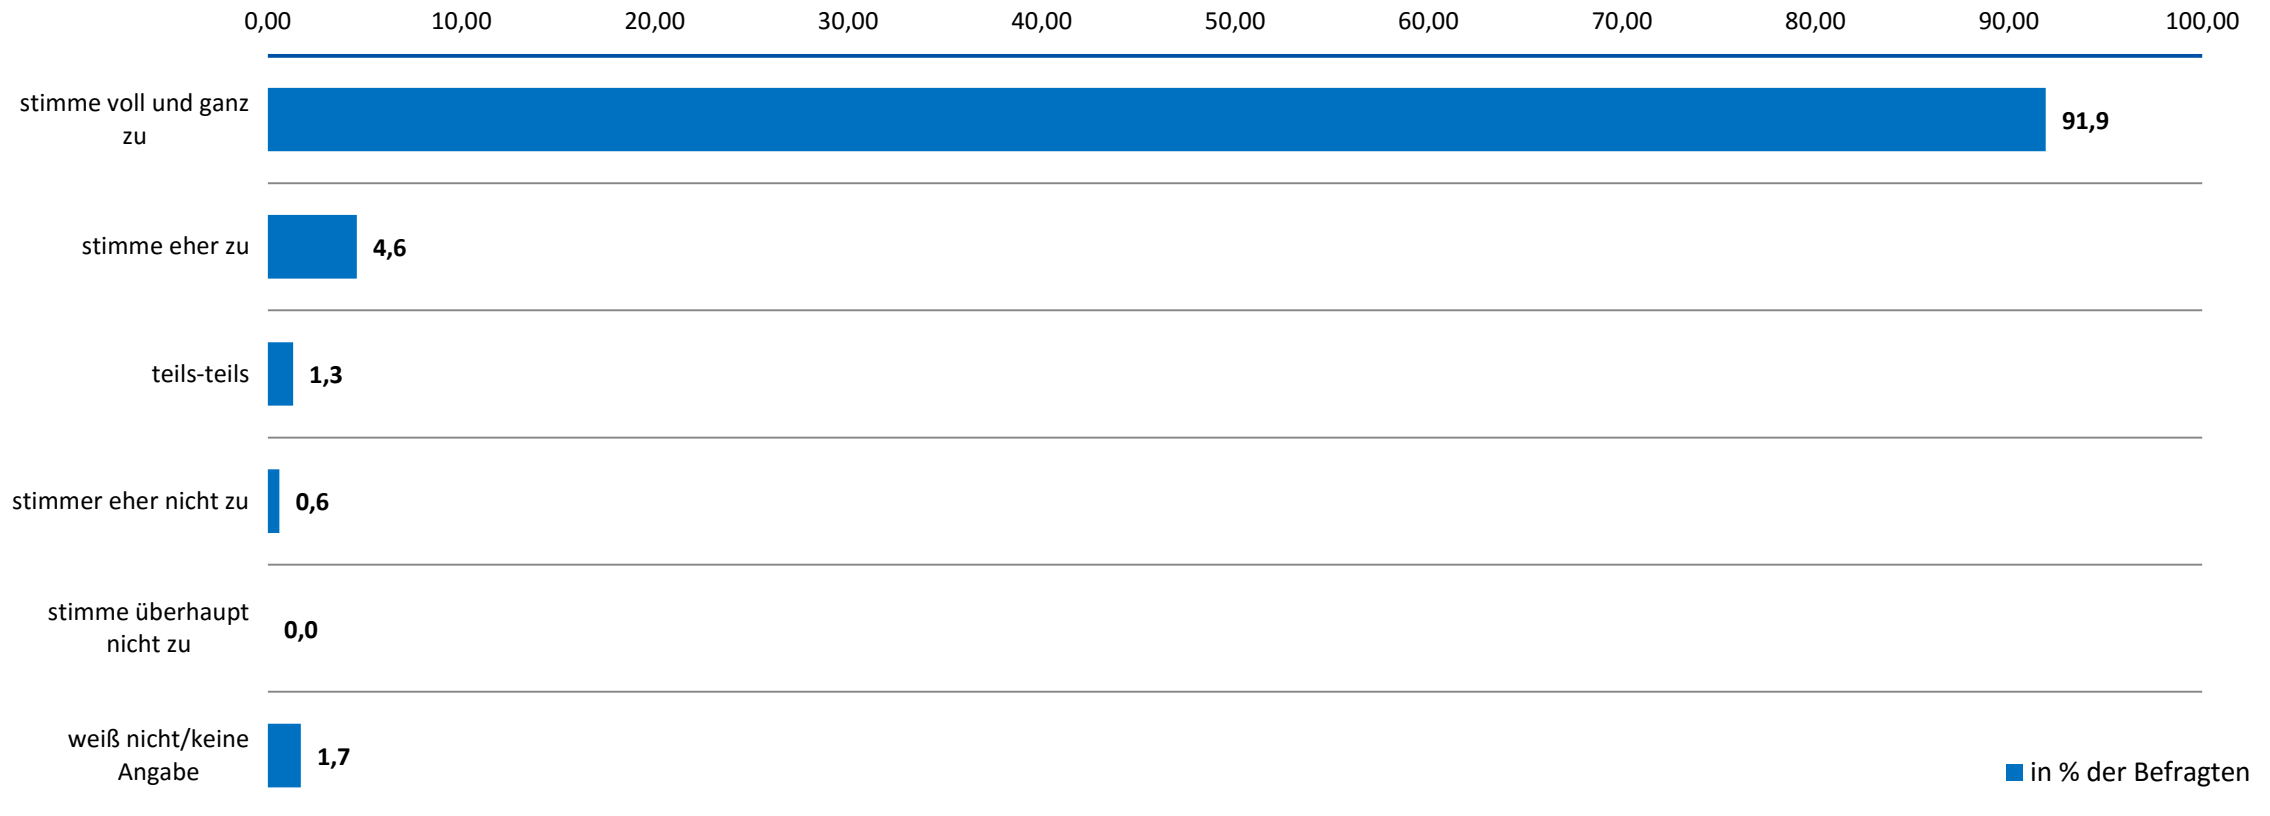 0,00 10,00 20,00 30,00 40,00 50,00 60,00 70,00 80,00 90,00 100,00
stimme voll und ganz
zu
91,9
stimme eher zu
4,6
teils-teils
1,3
stimmer eher nicht zu
0,6
stimme überhaupt
nicht zu
0,0
weiß nicht/keine
Angabe
1,7
in % der Befragten